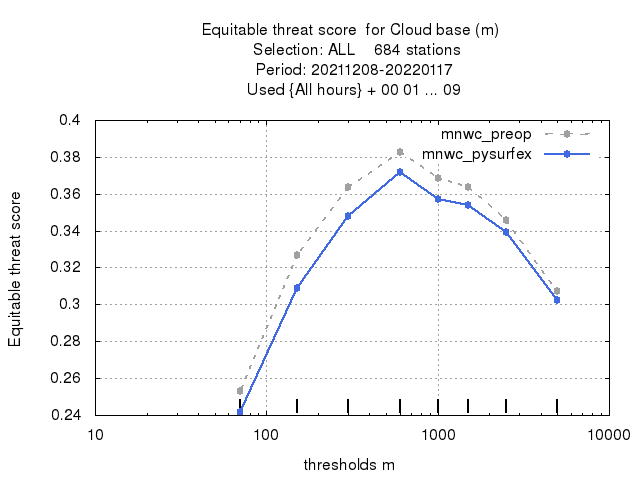 Equitable threat score  for Cloud base (m)
Selection: ALL    684 stations
Period: 20211208-20220117
Used {All hours} + 00 01 ... 09
mnwc_preop
mnwc_pysurfex
Equitable threat score
0.4
0.38
0.36
0.34
0.32
0.3
0.28
0.26
0.24
10 100 1000 10000
thresholds m